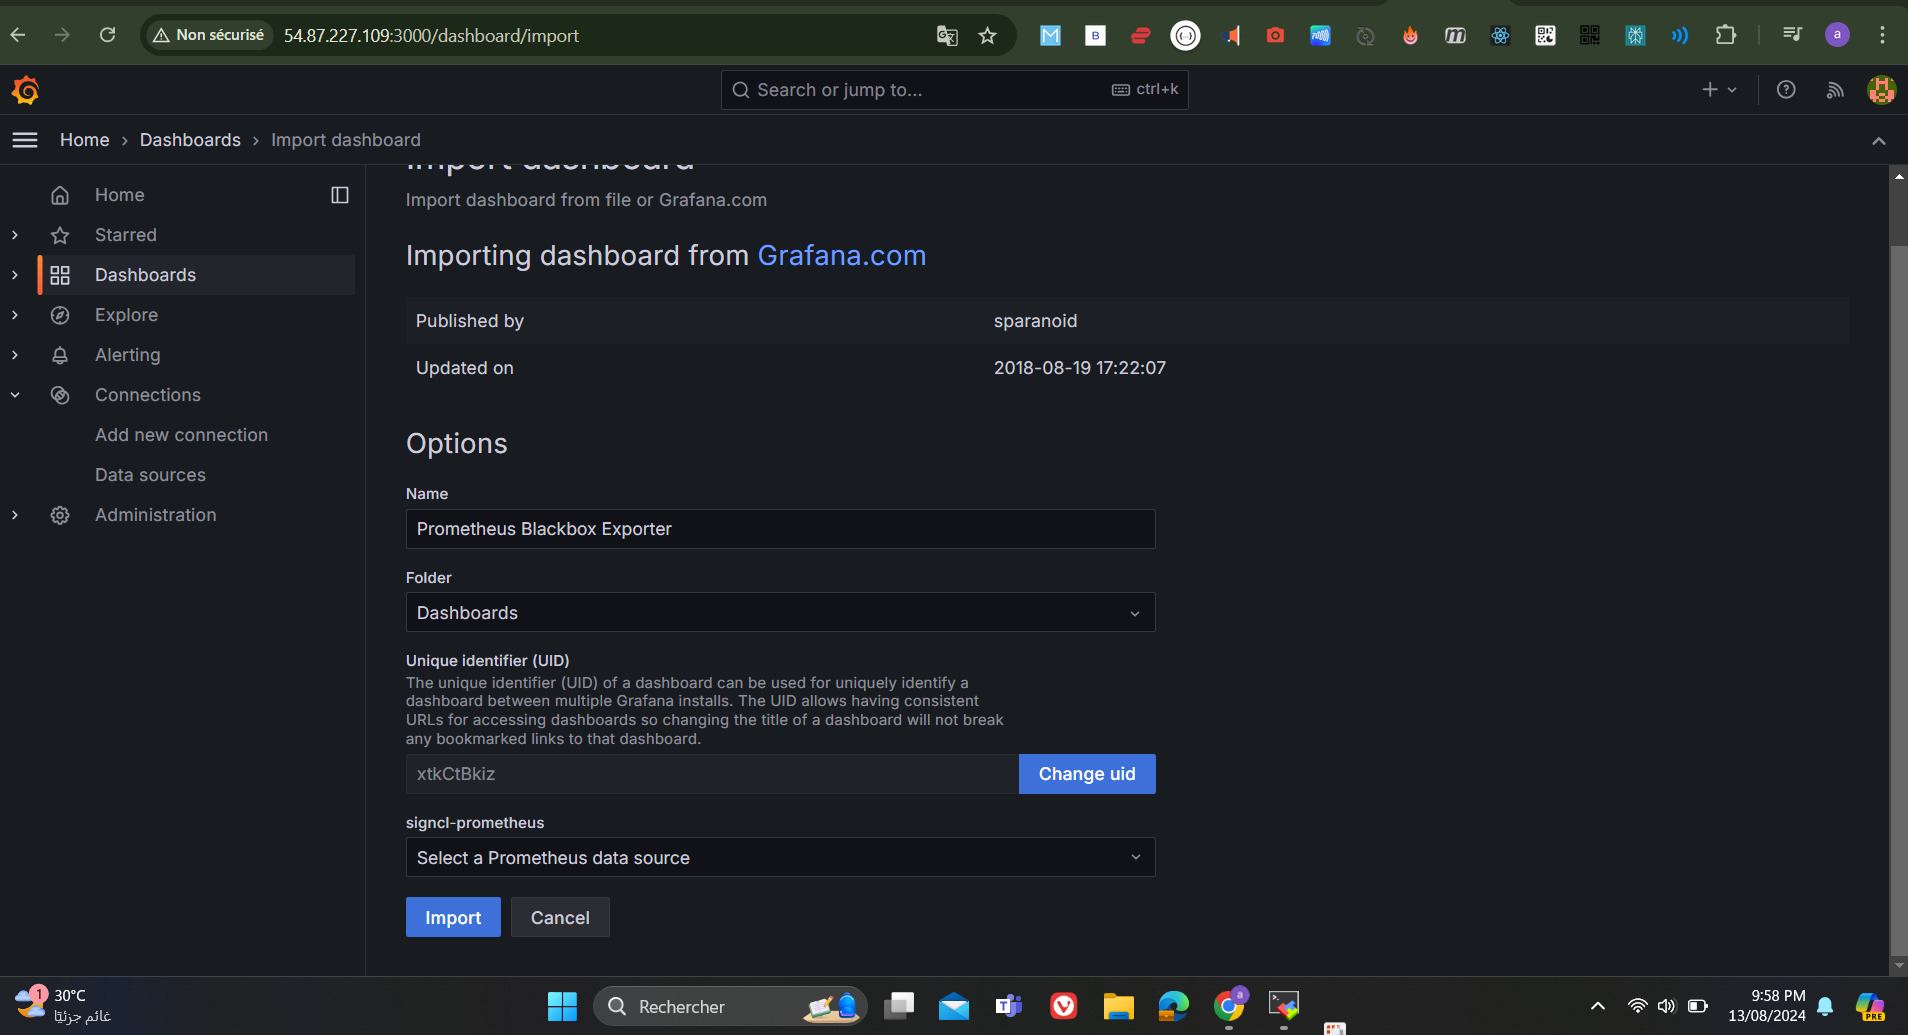 Non sécurisé
54.87.227.109:3000/dashboard/import
B
a
Search or jump to...
ctrl+k
Home
Dashboards
Import dashboard
Import dashboard
Home
Import dashboard from file or Grafana.com
Starred
Importing dashboard from Grafana.com
Dashboards
Explore
Published by
sparanoid
Alerting
Updated on
2018-08-19 17:22:07
Connections
Add new connection
Options
Data sources
Name
Administration
Prometheus Blackbox Exporter
Folder
Dashboards
Unique identifier (UID)
The unique identifier (UID) of a dashboard can be used for uniquely identify a
dashboard between multiple Grafana installs. The UID allows having consistent
URLs for accessing dashboards so changing the title of a dashboard will not break
any bookmarked links to that dashboard.
xtkCtBkiz
Change uid
signcl-prometheus
Select a Prometheus data source
Import
Cancel
1
30°C
غائم جزئيًا
Rechercher
a
PRE
9:58 PM
13/08/2024